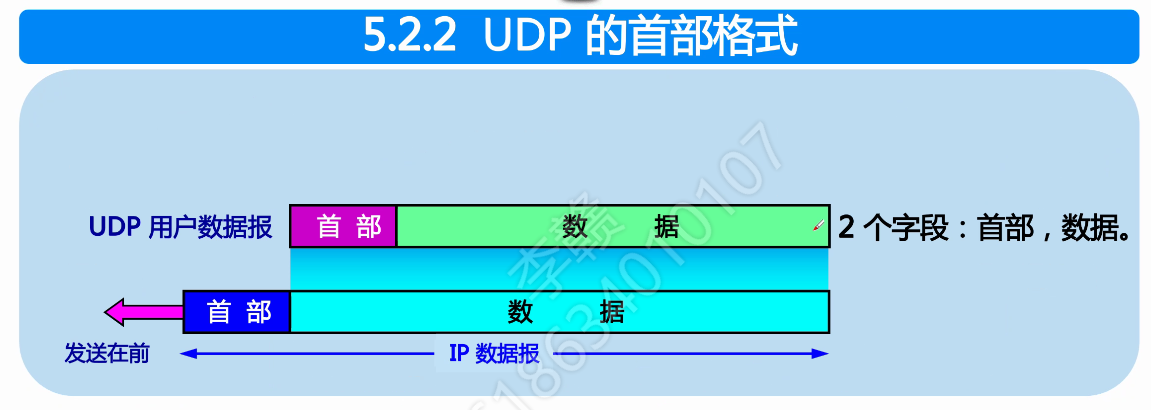 5.2.2 UDP 的首部格式
UDP 用户数据报
首 部
数 据
2 个字段：首部，数据。
首 部
数 据
发送在前
IP 数据报
李赣
618634010107